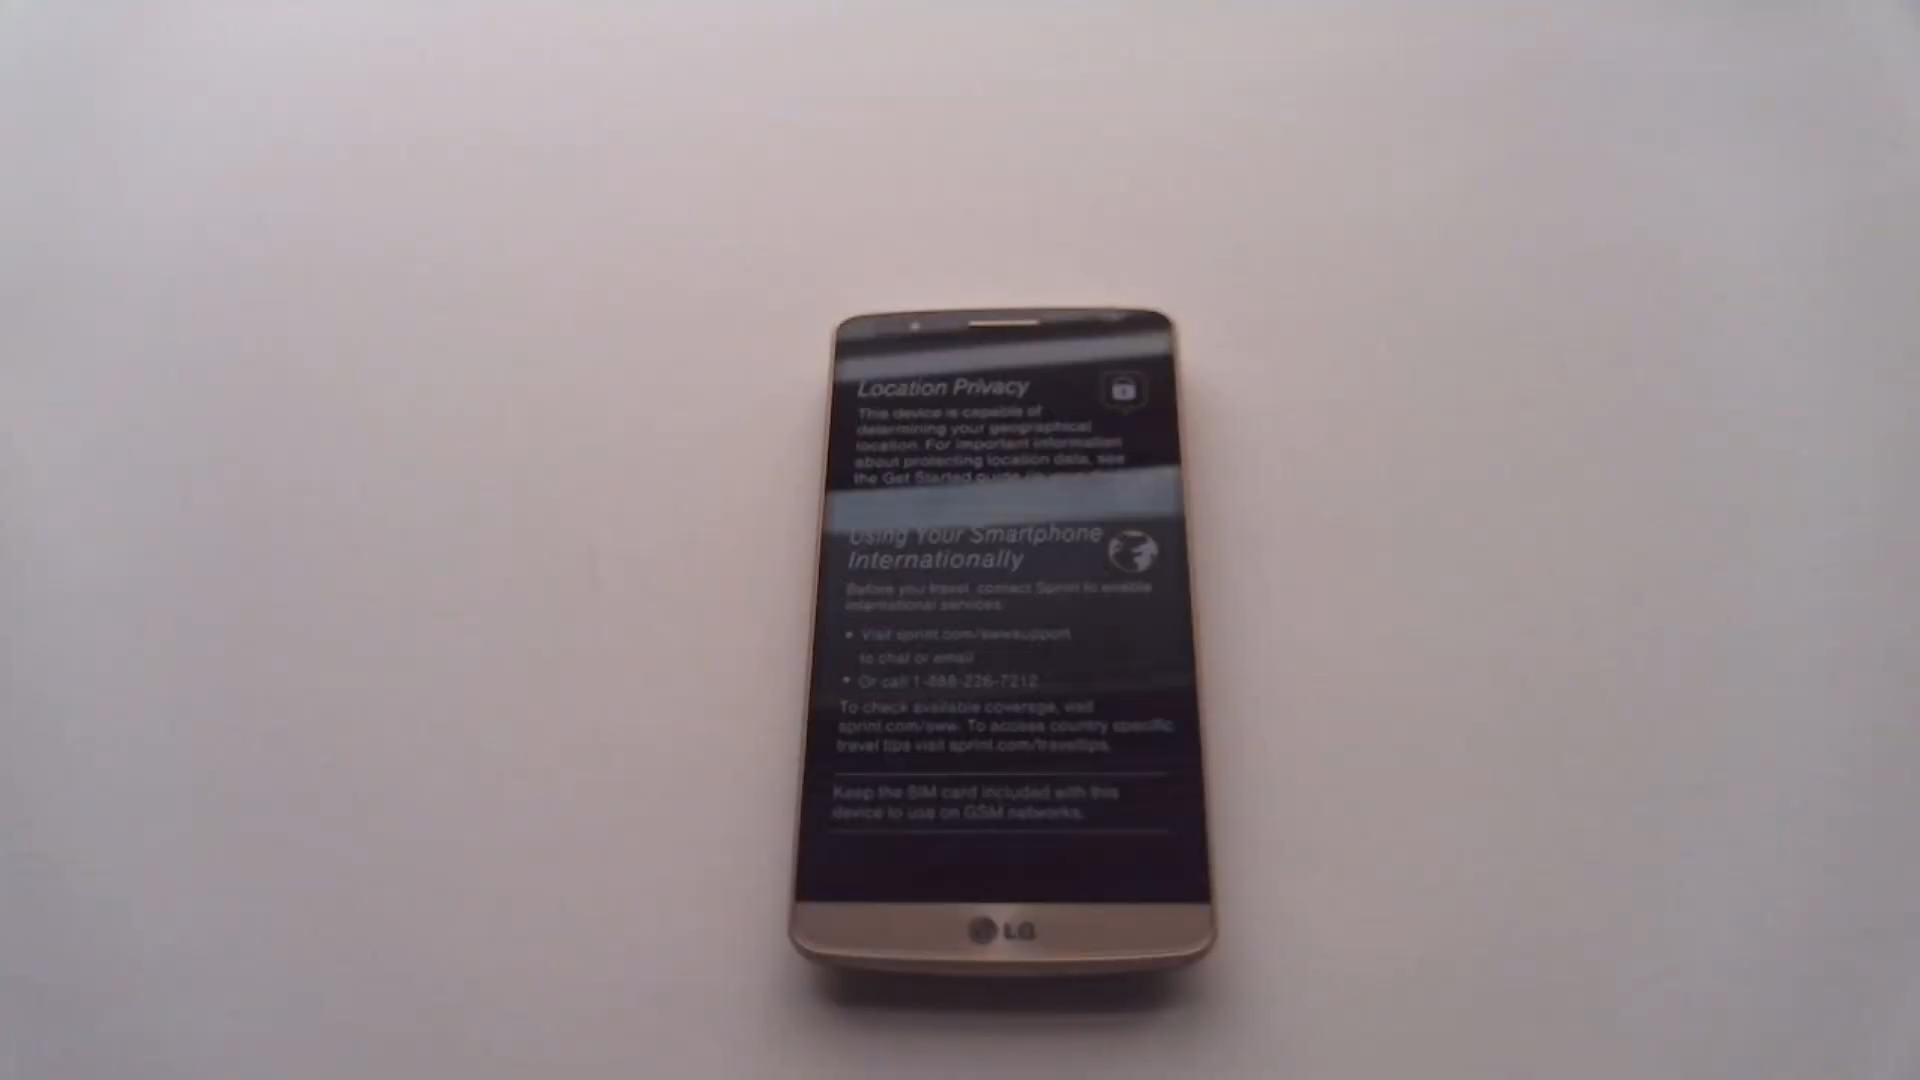 Location Privacy
This device is capable of
determining your geographical
location. For important information
about protecting location data, see
the Get Started guide
Using Your Smartphone
Internationally
Before you travel, contact Sprint to enable
international services:
• Visit sprint.com/swwsupport
to chat or email
• Or call 1-888-226-7212
To check available coverage, visit
sprint.com/sww. To access country specific
travel tips visit sprint.com/traveltips.
Keep the SIM card included with this
device to use on GSM networks.
LG